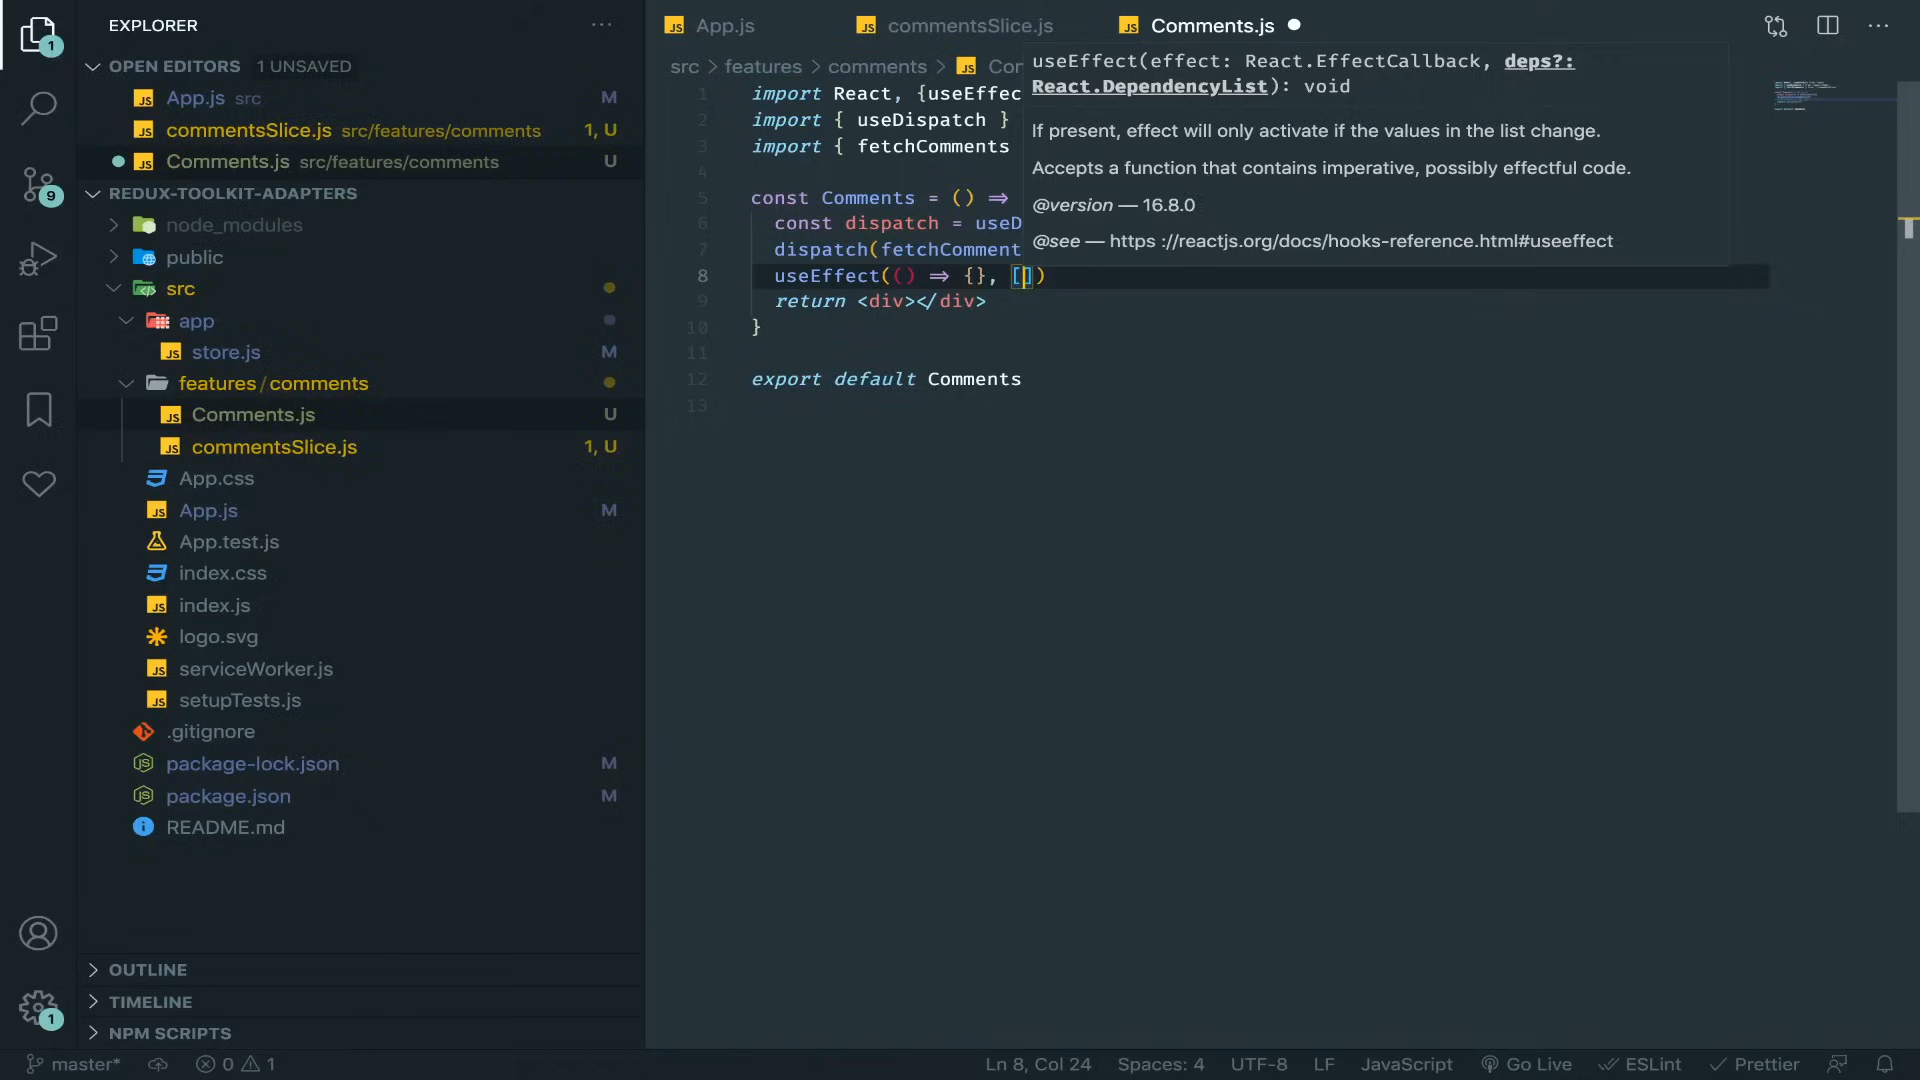 EXPLORER
OPEN EDITORS 1 UNSAVED
App.js src M
commentsSlice.js src/features/comments 1, U
Comments.js src/features/comments U
REDUX-TOOLKIT-ADAPTERS
node_modules
public
src
app
store.js M
features/comments
Comments.js U
commentsSlice.js 1, U
App.css
App.js M
App.test.js
index.css
index.js
logo.svg
serviceWorker.js
setupTests.js
.gitignore
package-lock.json M
package.json M
README.md
OUTLINE
TIMELINE
NPM SCRIPTS
App.js commentsSlice.js Comments.js
src > features > comments > Con
1 import React, {useEffec
2 import { useDispatch }
3 import { fetchComments
4
5 const Comments = () =>
6 const dispatch = useD
7 dispatch(fetchComment
8 useEffect(() => {}, [])
9 return <div></div>
10 }
11
12 export default Comments
13
useEffect(effect: React.EffectCallback, deps?:
React.DependencyList): void
If present, effect will only activate if the values in the list change.
Accepts a function that contains imperative, possibly effectful code.
@version — 16.8.0
@see — https ://reactjs.org/docs/hooks-reference.html#useeffect
master* 0 1 Ln 8, Col 24 Spaces: 4 UTF-8 LF JavaScript Go Live ESLint Prettier
1
9
1